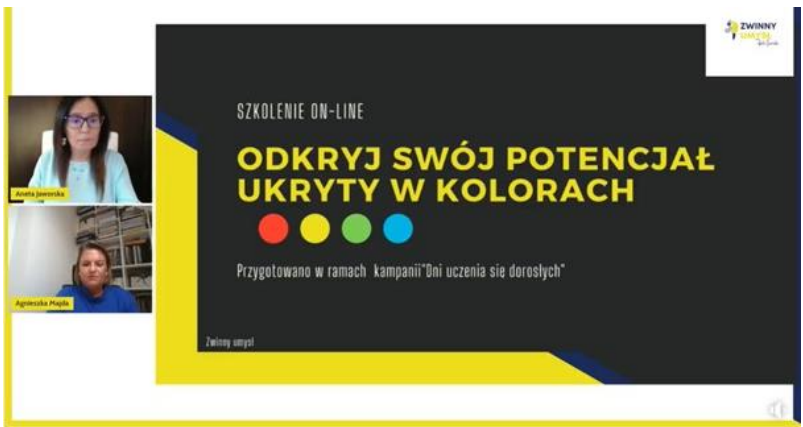 ZWINNY
UMYSŁ
SZKOLENIE ON-LINE
ODKRYJ SWÓJ POTENCJAŁ
UKRYTY W KOLORACH
Przygotowano w ramach kampanii"Dni uczenia się dorosłych"
Zwinny umysł
Aneta Jaworska
Agnieszka Majda